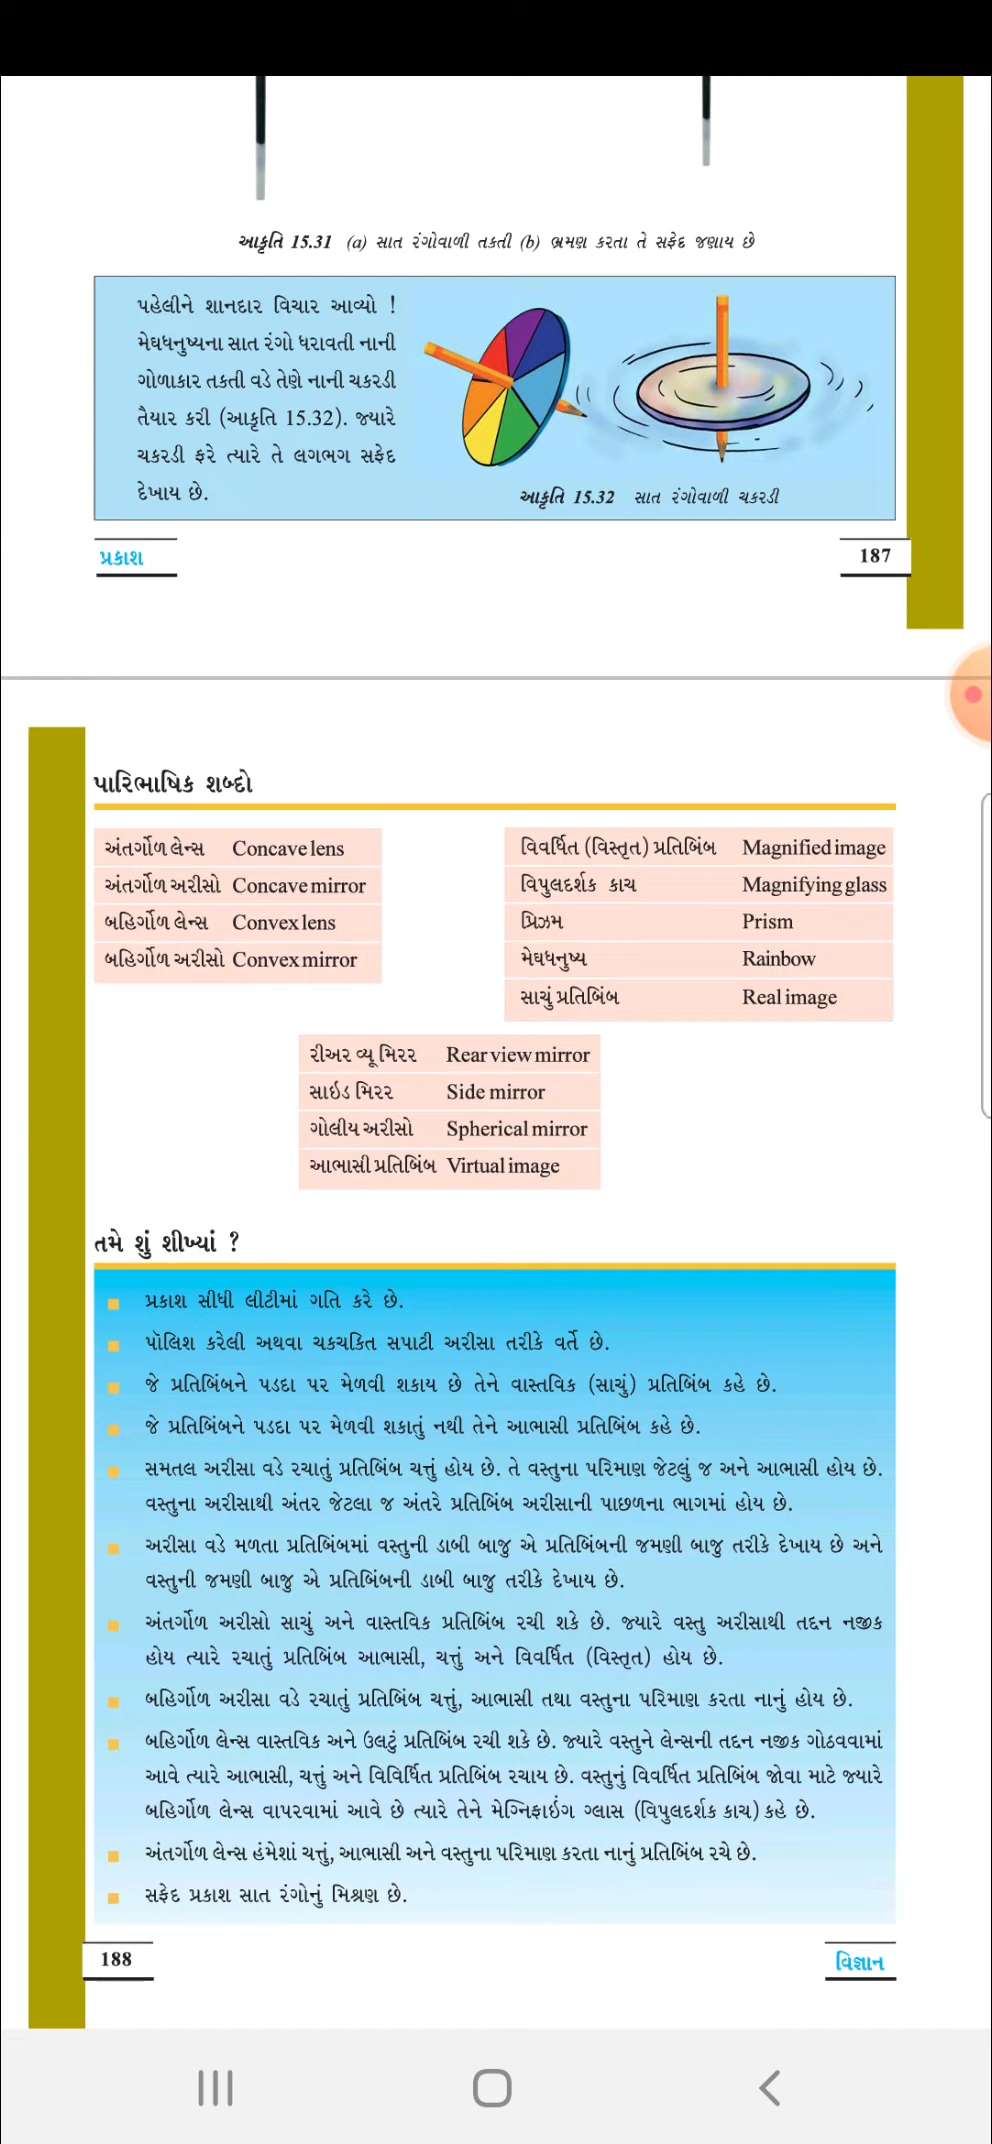 આકૃતિ 15.31 (a) સાત રંગોવાળી તકતી (b) ભ્રમણ કરતા તે સફેદ જણાય છે
પહેલીને શાનદાર વિચાર આવ્યો !
મેઘધનુષ્યના સાત રંગો ધરાવતી નાની
ગોળાકાર તકતી વડે તેણે નાની ચકરડી
તૈયાર કરી (આકૃતિ 15.32). જ્યારે
ચકરડી ફરે ત્યારે તે લગભગ સફેદ
દેખાય છે.
આકૃતિ 15.32 સાત રંગોવાળી ચકરડી
પ્રકાશ
187
પારિભાષિક શબ્દો
અંતર્ગોળ લેન્સ Concave lens
અંતર્ગોળ અરીસો Concave mirror
બહિર્ગોળ લેન્સ Convex lens
બહિર્ગોળ અરીસો Convex mirror
વિવર્ધિત (વિસ્તૃત) પ્રતિબિંબ Magnified image
વિપુલદર્શક કાચ Magnifying glass
પ્રિઝમ Prism
મેઘધનુષ્ય Rainbow
સાચું પ્રતિબિંબ Real image
રીઅર વ્યૂ મિરર Rear view mirror
સાઇડ મિરર Side mirror
ગોલીય અરીસો Spherical mirror
આભાસી પ્રતિબિંબ Virtual image
તમે શું શીખ્યાં ?
પ્રકાશ સીધી લીટીમાં ગતિ કરે છે.
પૉલિશ કરેલી અથવા ચકચકિત સપાટી અરીસા તરીકે વર્તે છે.
જે પ્રતિબિંબને પડદા પર મેળવી શકાય છે તેને વાસ્તવિક (સાચું) પ્રતિબિંબ કહે છે.
જે પ્રતિબિંબને પડદા પર મેળવી શકાતું નથી તેને આભાસી પ્રતિબિંબ કહે છે.
સમતલ અરીસા વડે રચાતું પ્રતિબિંબ ચત્તું હોય છે. તે વસ્તુના પરિમાણ જેટલું જ અને આભાસી હોય છે.
વસ્તુના અરીસાથી અંતર જેટલા જ અંતરે પ્રતિબિંબ અરીસાની પાછળના ભાગમાં હોય છે.
અરીસા વડે મળતા પ્રતિબિંબમાં વસ્તુની ડાબી બાજુ એ પ્રતિબિંબની જમણી બાજુ તરીકે દેખાય છે અને
વસ્તુની જમણી બાજુ એ પ્રતિબિંબની ડાબી બાજુ તરીકે દેખાય છે.
અંતર્ગોળ અરીસો સાચું અને વાસ્તવિક પ્રતિબિંબ રચી શકે છે. જ્યારે વસ્તુ અરીસાથી તદ્દન નજીક
હોય ત્યારે રચાતું પ્રતિબિંબ આભાસી, ચત્તું અને વિવર્ધિત (વિસ્તૃત) હોય છે.
બહિર્ગોળ અરીસા વડે રચાતું પ્રતિબિંબ ચત્તું, આભાસી તથા વસ્તુના પરિમાણ કરતા નાનું હોય છે.
બહિર્ગોળ લેન્સ વાસ્તવિક અને ઉલટું પ્રતિબિંબ રચી શકે છે. જ્યારે વસ્તુને લેન્સની તદ્દન નજીક ગોઠવવામાં
આવે ત્યારે આભાસી, ચત્તું અને વિવિર્ધિત પ્રતિબિંબ રચાય છે. વસ્તુનું વિવર્ધિત પ્રતિબિંબ જોવા માટે જ્યારે
બહિર્ગોળ લેન્સ વાપરવામાં આવે છે ત્યારે તેને મેગ્નિફાઇંગ ગ્લાસ (વિપુલદર્શક કાચ) કહે છે.
અંતર્ગોળ લેન્સ હંમેશાં ચત્તું, આભાસી અને વસ્તુના પરિમાણ કરતા નાનું પ્રતિબિંબ રચે છે.
સફેદ પ્રકાશ સાત રંગોનું મિશ્રણ છે.
188
વિજ્ઞાન